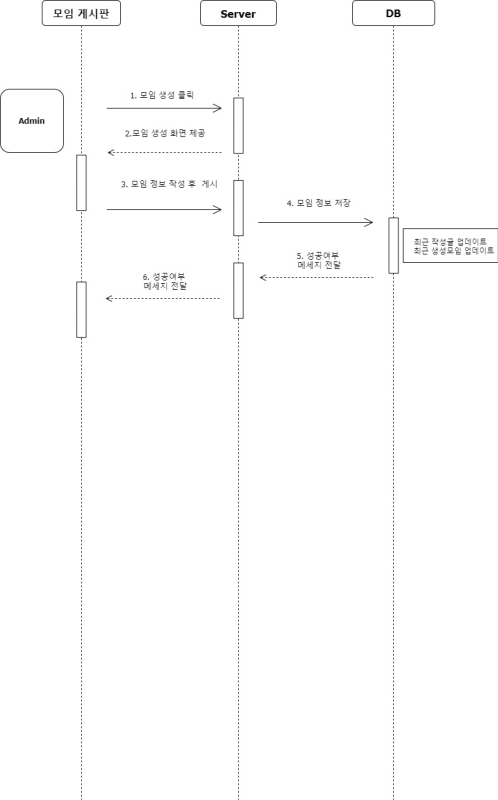 모임 게시판
Server
DB
Admin
1. 모임 생성 클릭
2.모임 생성 화면 제공
3. 모임 정보 작성 후 게시
4. 모임 정보 저장
최근 작성글 업데이트
최근 생성모임 업데이트
5. 성공여부
메세지 전달
6. 성공여부
메세지 전달